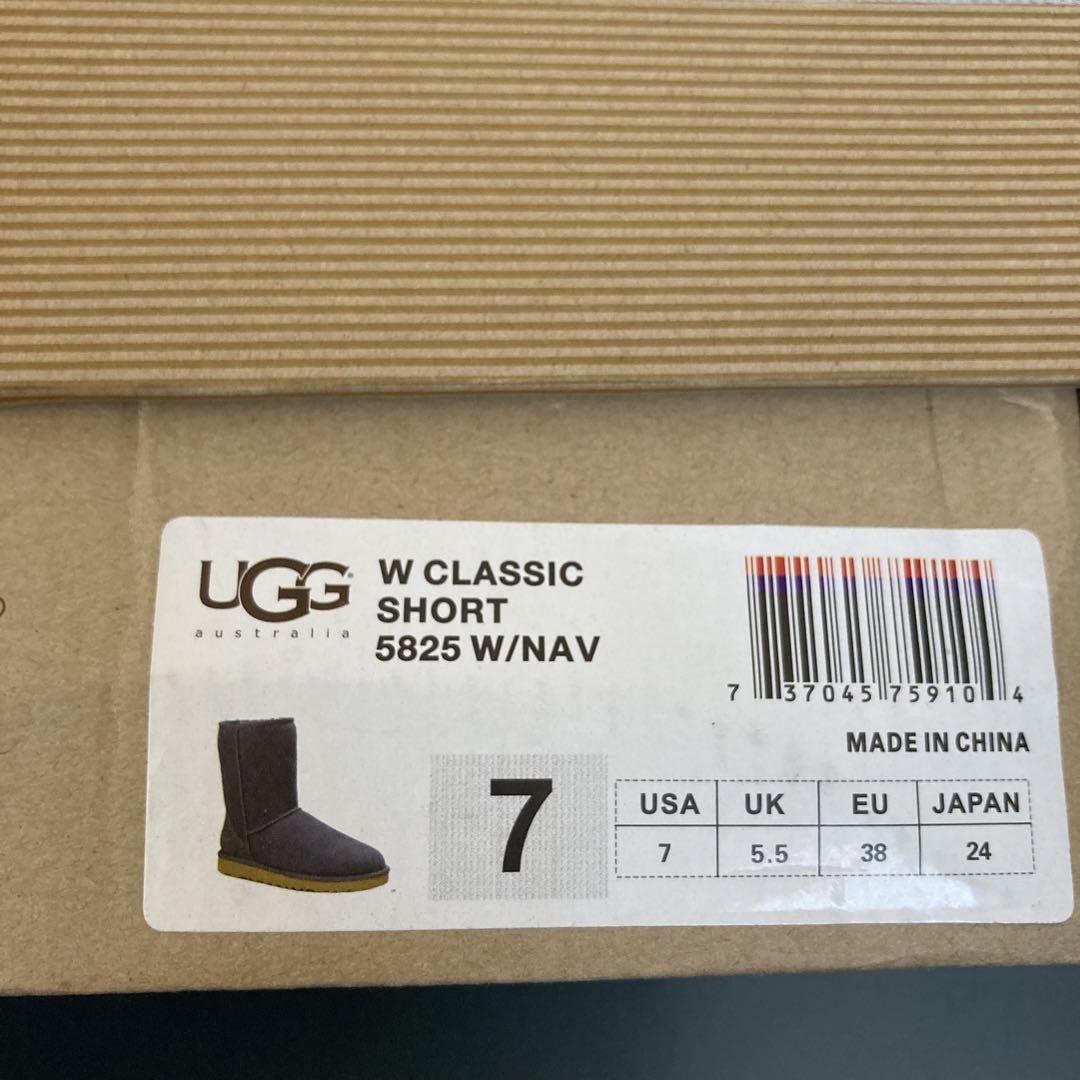 UGG®
australia
W CLASSIC
SHORT
5825 W/NAV
7 37045 75910 4
MADE IN CHINA
7
USA UK EU JAPAN
7 5.5 38 24